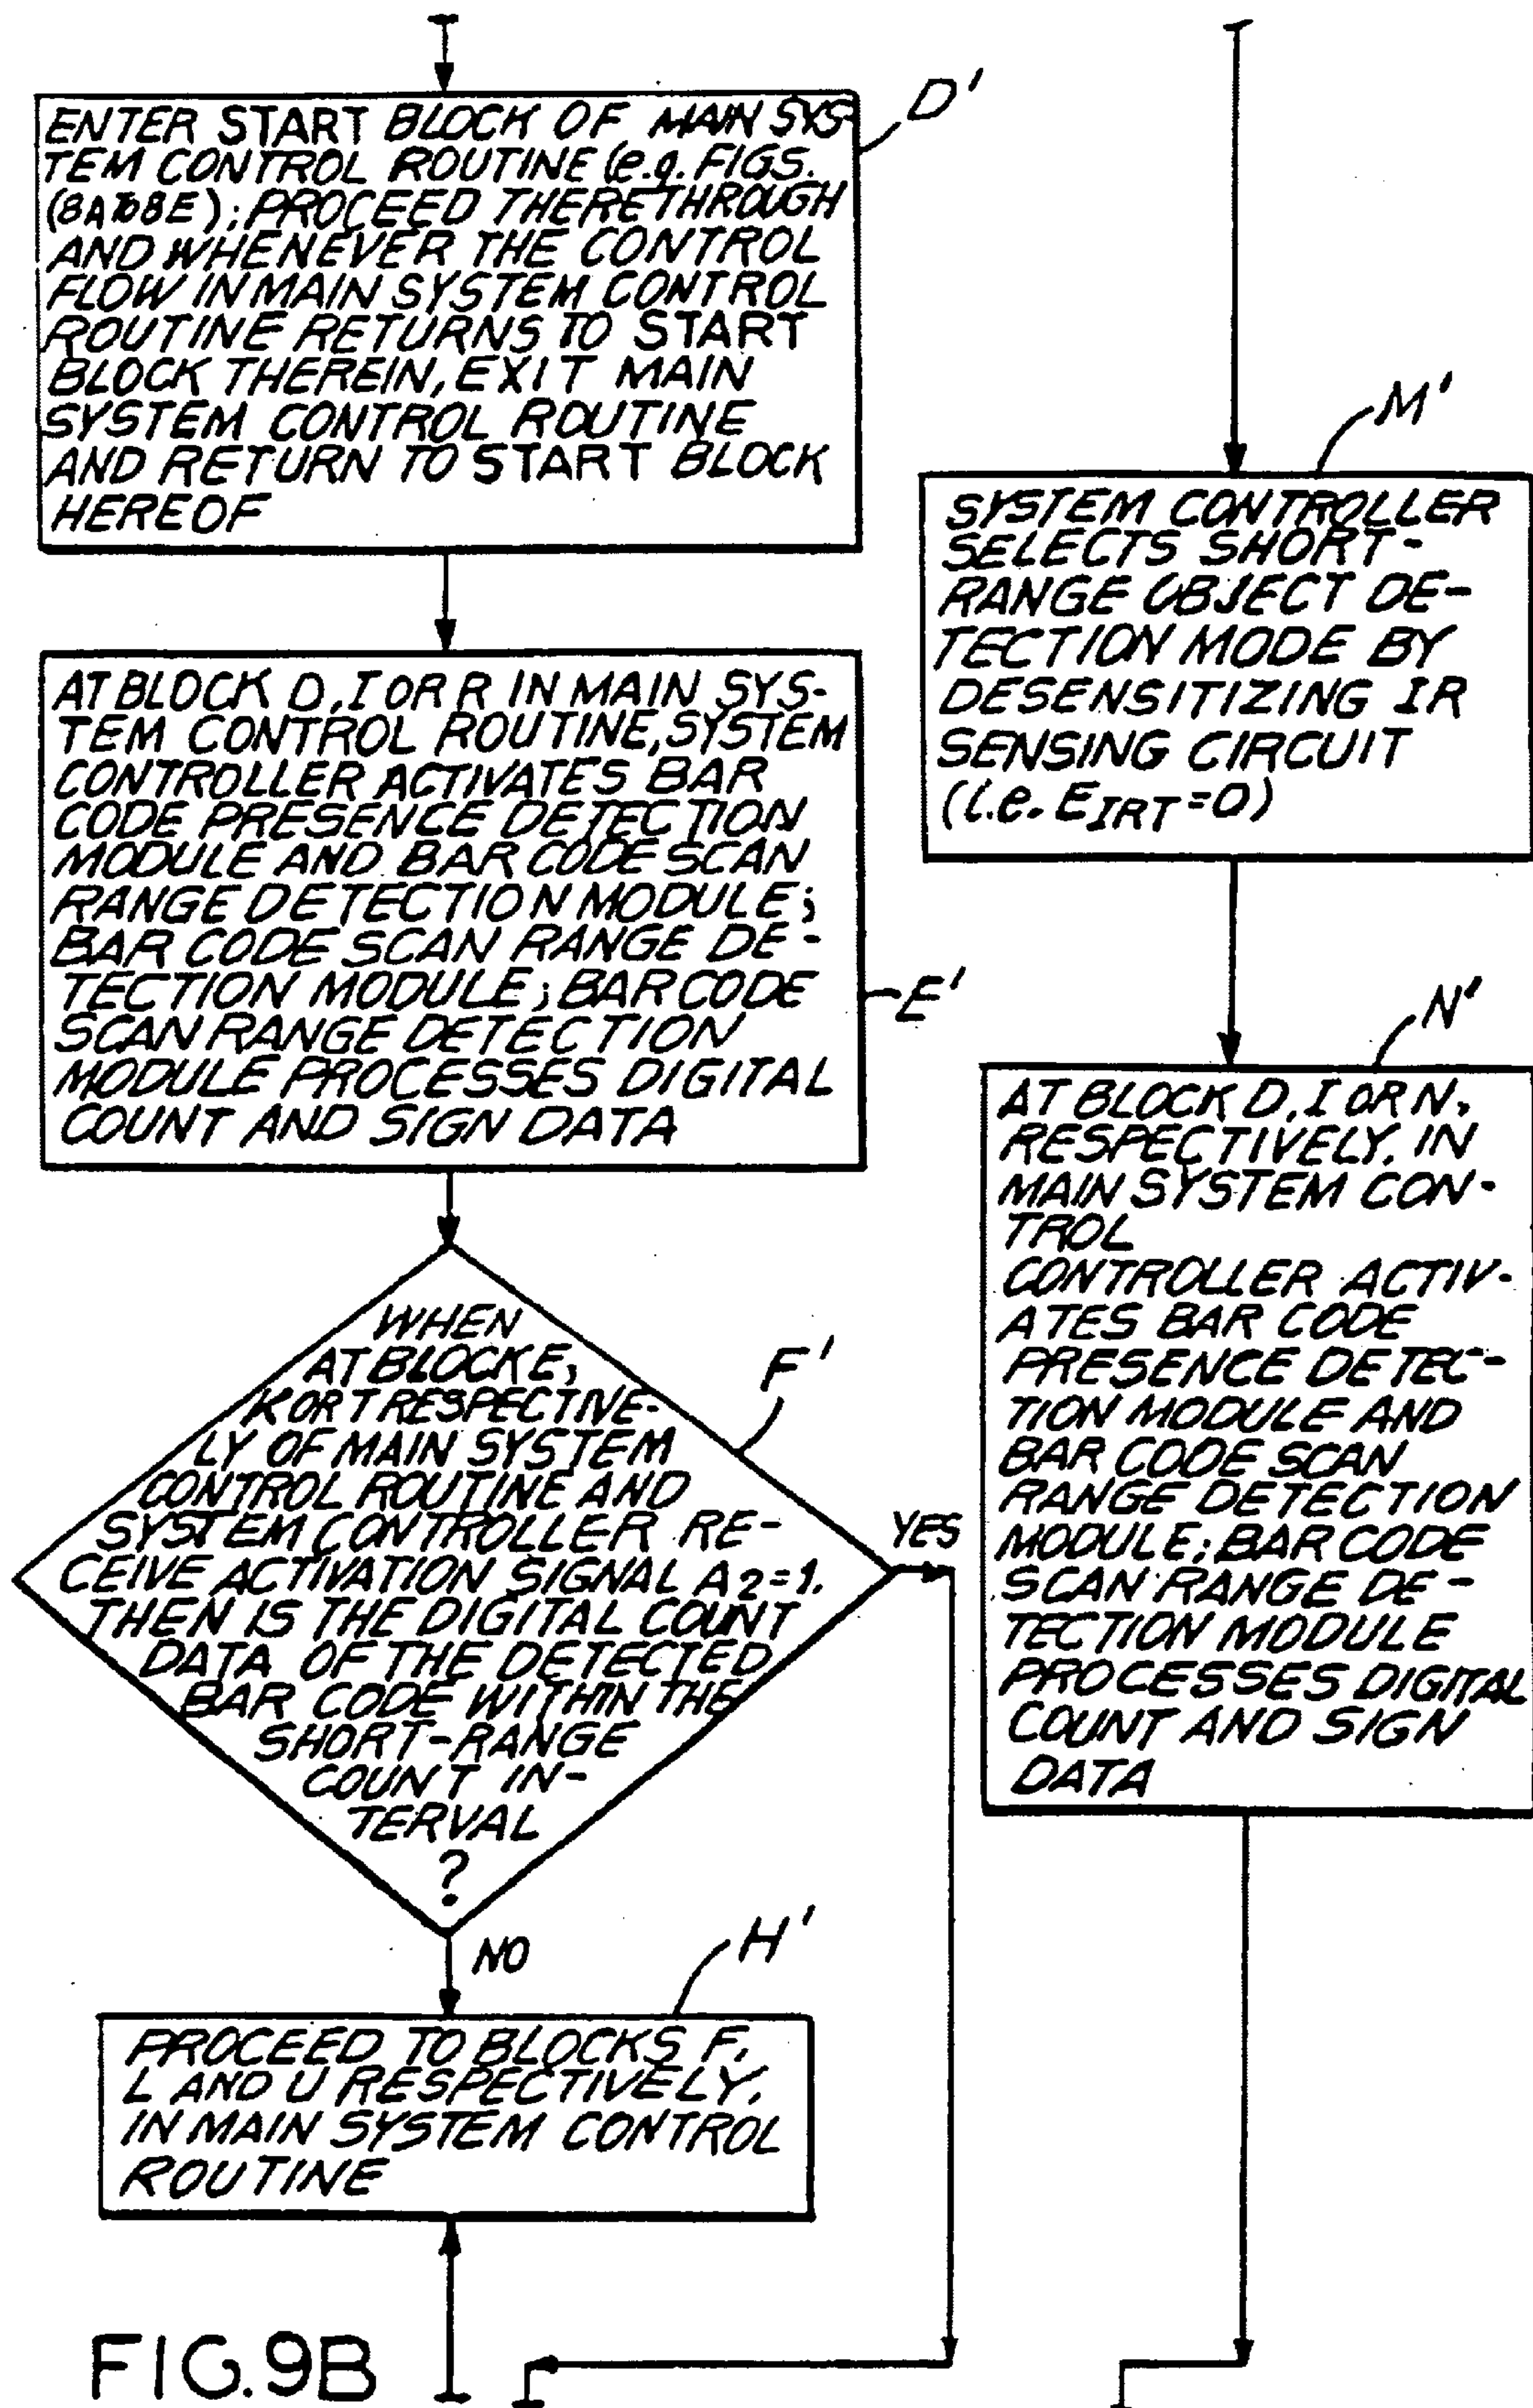 D'
ENTER START BLOCK OF MAIN SYS-
TEM CONTROL ROUTINE (e.g. FIGS.
(8A TO 8E); PROCEED THERETHROUGH
AND WHENEVER THE CONTROL
FLOW IN MAIN SYSTEM CONTROL
ROUTINE RETURNS TO START
BLOCK THEREIN, EXIT MAIN
SYSTEM CONTROL ROUTINE
AND RETURN TO START BLOCK
HEREOF
AT BLOCK D, I OR R IN MAIN SYS-
TEM CONTROL ROUTINE, SYSTEM
CONTROLLER ACTIVATES BAR
CODE PRESENCE DETECTION
MODULE AND BAR CODE SCAN
RANGE DETECTION MODULE;
BAR CODE SCAN RANGE DE-
TECTION MODULE; BAR CODE
SCAN RANGE DETECTION
MODULE PROCESSES DIGITAL
COUNT AND SIGN DATA
E'
WHEN
AT BLOCK E,
K OR T RESPECTIVE-
LY OF MAIN SYSTEM
CONTROL ROUTINE AND
SYSTEM CONTROLLER RE-
CEIVE ACTIVATION SIGNAL A2=1.
THEN IS THE DIGITAL COUNT
DATA OF THE DETECTED
BAR CODE WITHIN THE
SHORT-RANGE
COUNT IN-
TERVAL
?
F'
YES
NO
H'
PROCEED TO BLOCKS F,
L AND U RESPECTIVELY,
IN MAIN SYSTEM CONTROL
ROUTINE
M'
SYSTEM CONTROLLER
SELECTS SHORT-
RANGE OBJECT DE-
TECTION MODE BY
DESENSITIZING IR
SENSING CIRCUIT
(i.e. EIRT=0)
N'
AT BLOCK D, I OR N,
RESPECTIVELY, IN
MAIN SYSTEM CON-
TROL
CONTROLLER ACTIV-
ATES BAR CODE
PRESENCE DETEC-
TION MODULE AND
BAR CODE SCAN
RANGE DETECTION
MODULE; BAR CODE
SCAN RANGE DE-
TECTION MODULE
PROCESSES DIGITAL
COUNT AND SIGN
DATA
FIG. 9B